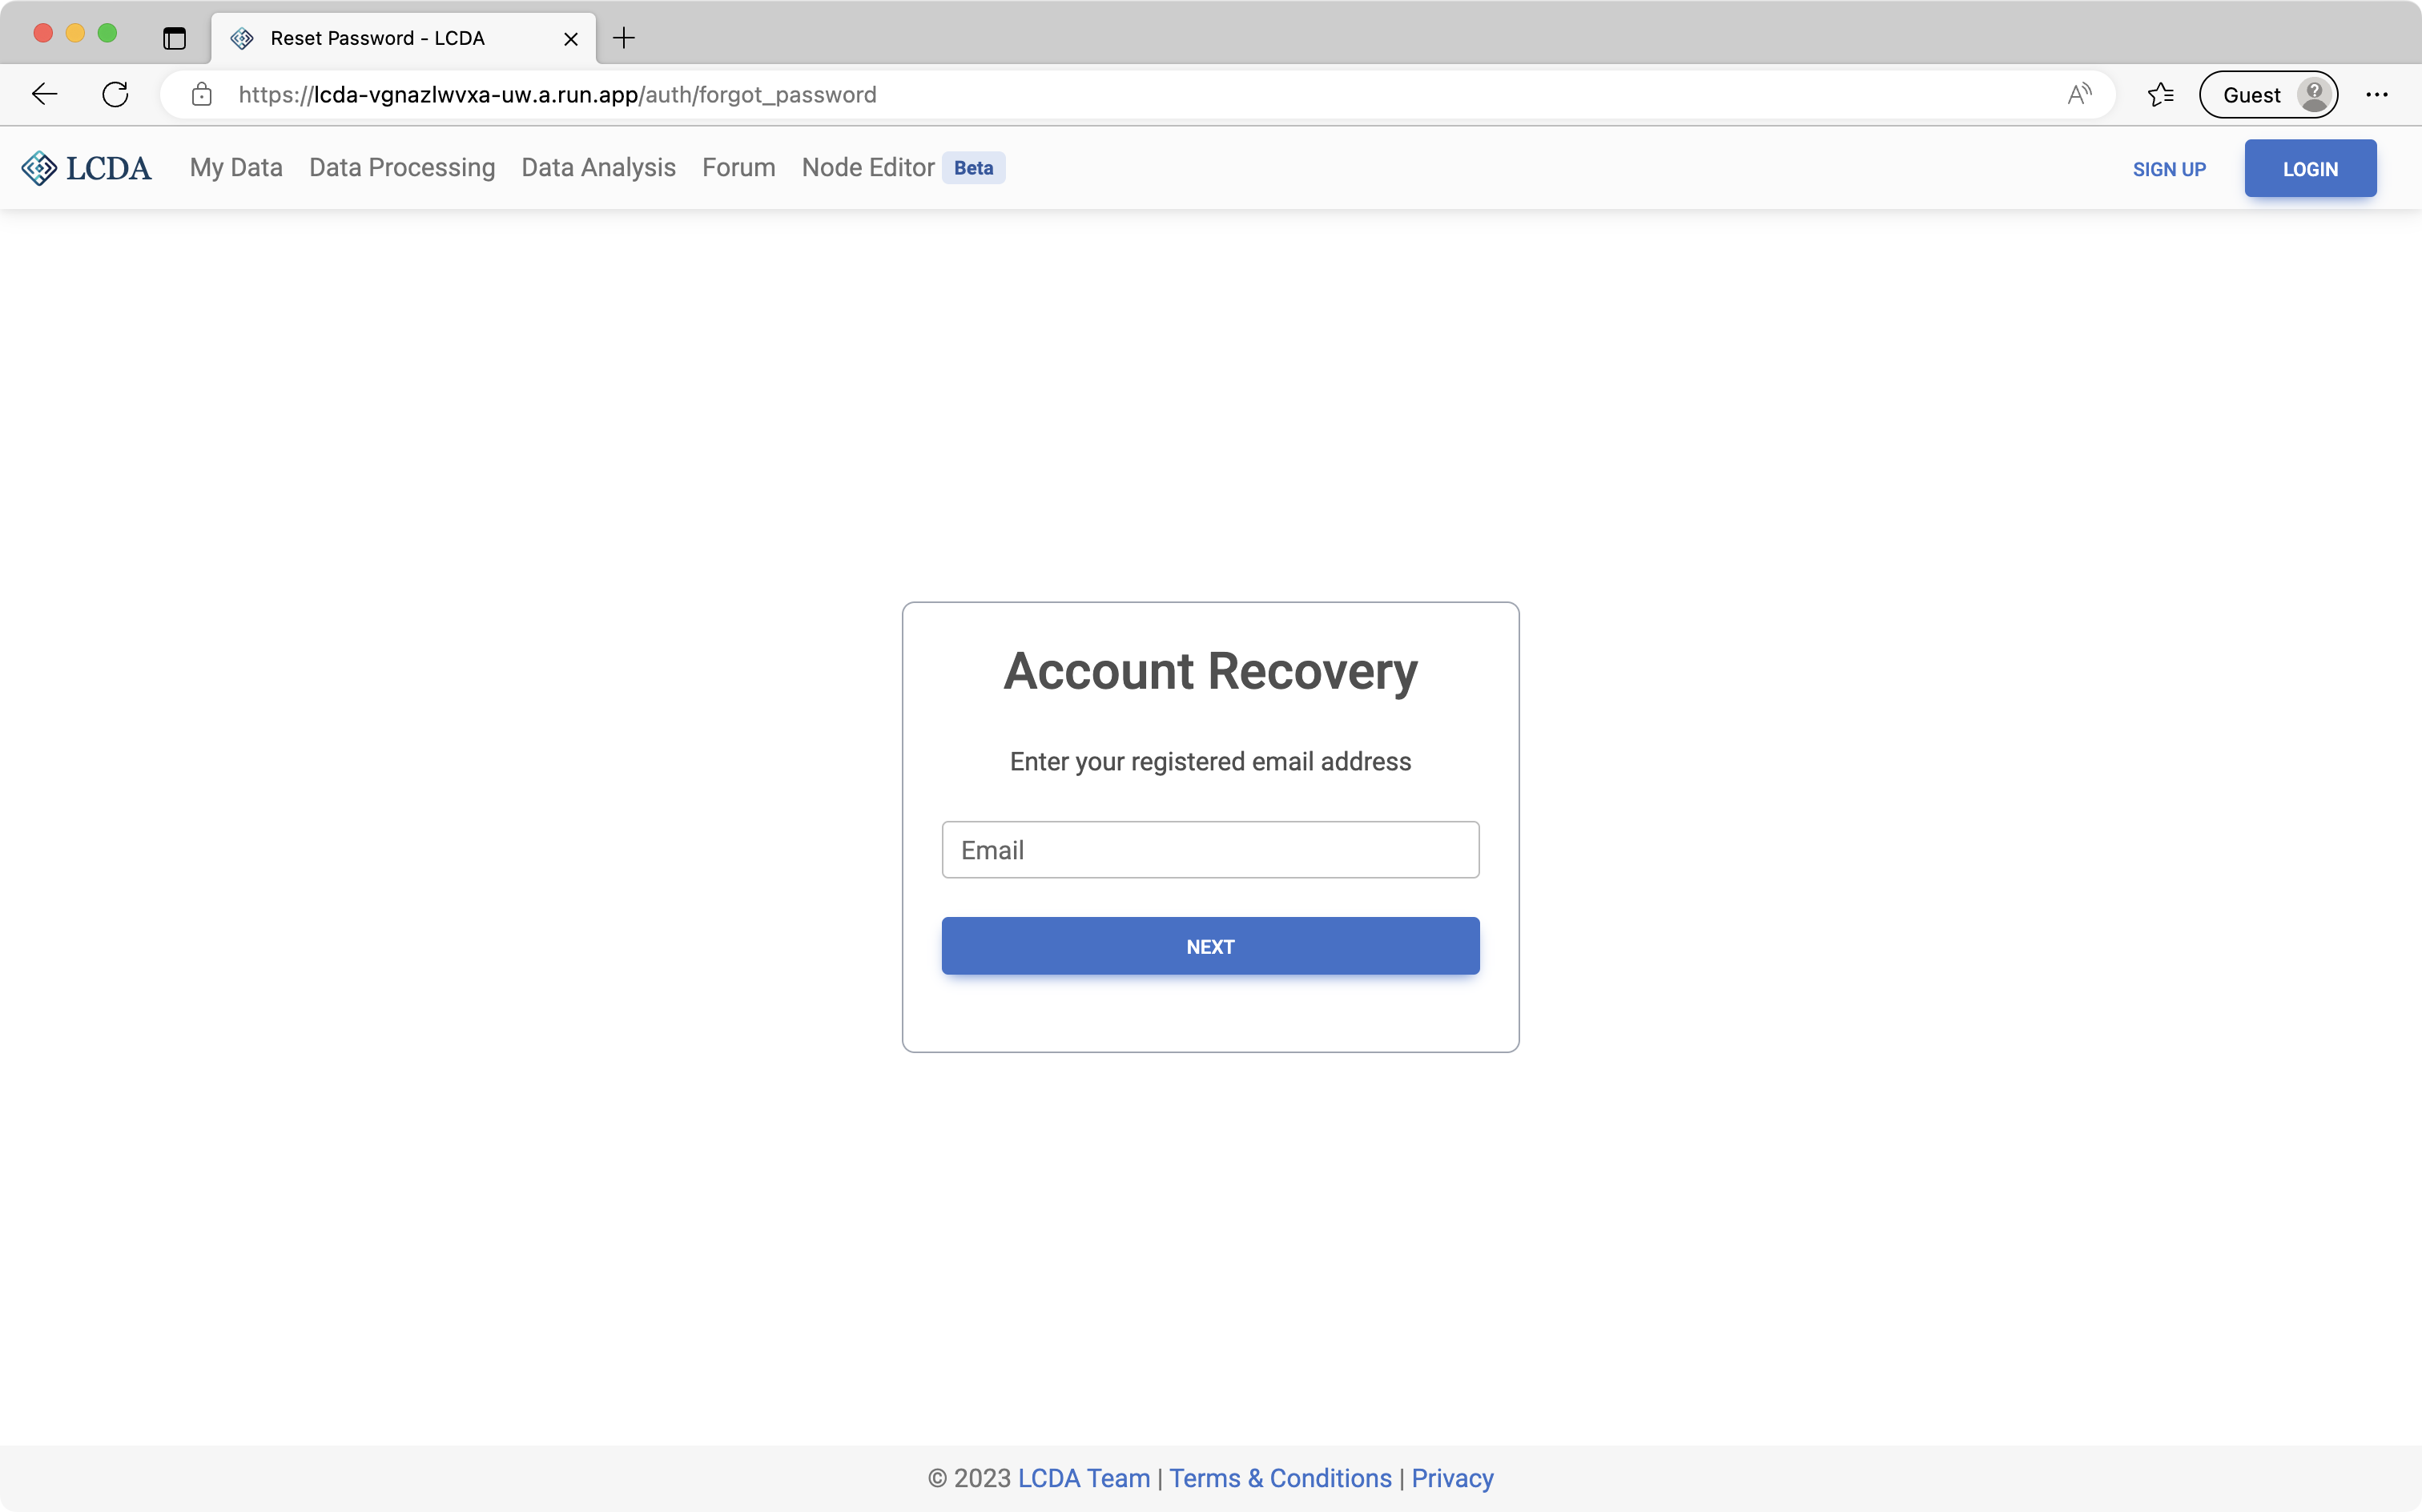 Reset Password - LCDA
https://lcda-vgnazlwvxa-uw.a.run.app/auth/forgot_password
Guest
LCDA My Data Data Processing Data Analysis Forum Node Editor Beta SIGN UP LOGIN
Account Recovery
Enter your registered email address
Email
NEXT
© 2023 LCDA Team | Terms & Conditions | Privacy